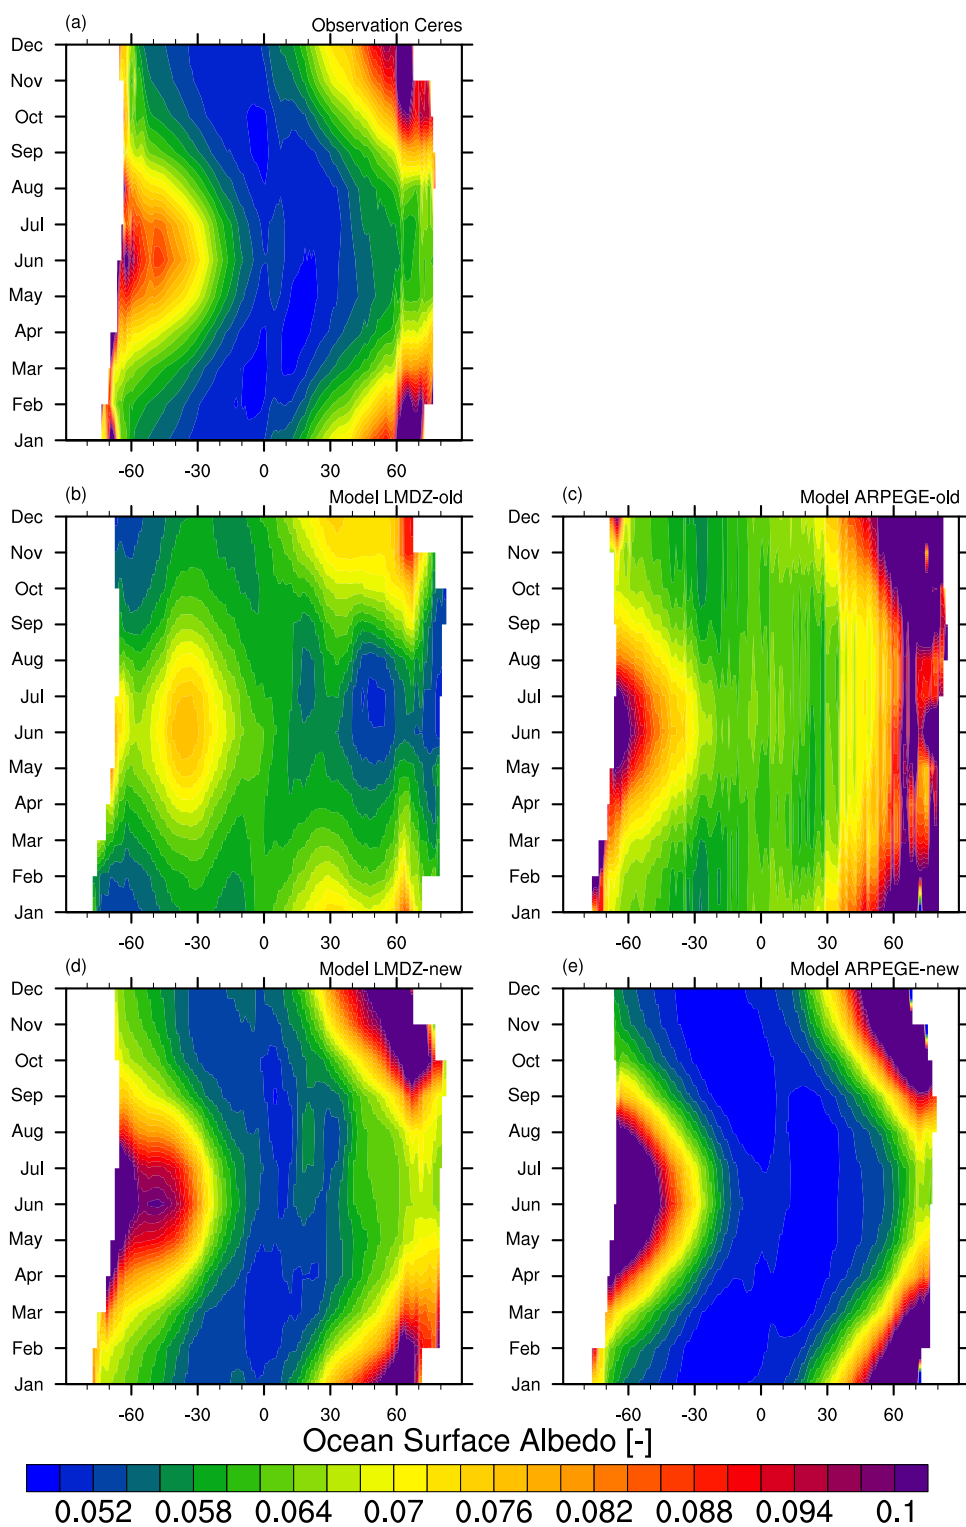 (a) Observation Ceres
Dec
Nov
Oct
Sep
Aug
Jul
Jun
May
Apr
Mar
Feb
Jan
-60 -30 0 30 60
(b) Model LMDZ-old
Dec
Nov
Oct
Sep
Aug
Jul
Jun
May
Apr
Mar
Feb
Jan
-60 -30 0 30 60
(c) Model ARPEGE-old
Dec
Nov
Oct
Sep
Aug
Jul
Jun
May
Apr
Mar
Feb
Jan
-60 -30 0 30 60
(d) Model LMDZ-new
Dec
Nov
Oct
Sep
Aug
Jul
Jun
May
Apr
Mar
Feb
Jan
-60 -30 0 30 60
(e) Model ARPEGE-new
Dec
Nov
Oct
Sep
Aug
Jul
Jun
May
Apr
Mar
Feb
Jan
-60 -30 0 30 60
Ocean Surface Albedo [-]
0.052 0.058 0.064 0.07 0.076 0.082 0.088 0.094 0.1